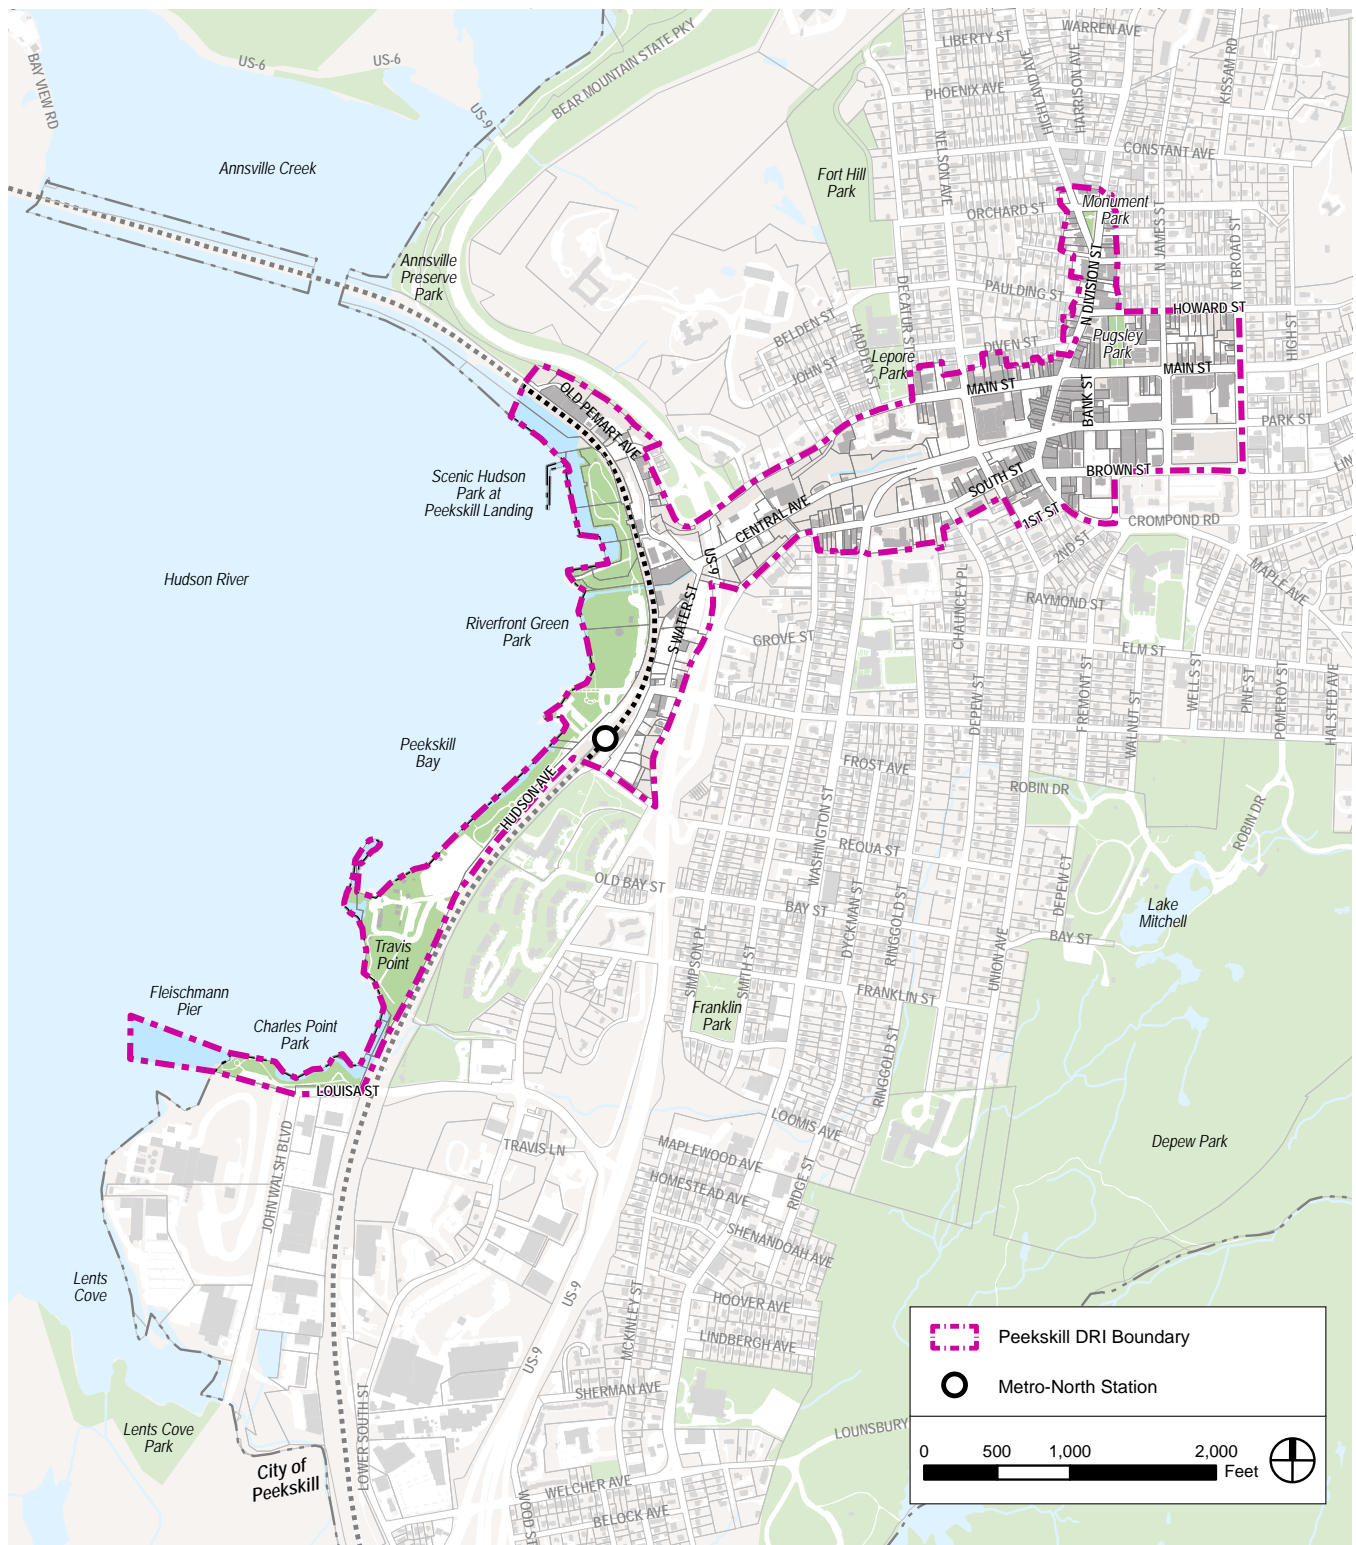 WARREN AVE
LIBERTY ST
HIGHLAND AVE
HARRISON AVE
KISSAM RD
BEAR MOUNTAIN STATE PKY
US-6
US-6
BAY VIEW RD
US-9
PHOENIX AVE
NELSON AVE
CONSTANT AVE
Annsville Creek
Fort Hill
Park
ORCHARD ST
Monument
Park
N JAMES ST
N BROAD ST
Annsville
Preserve
Park
DECATUR ST
PAULDING ST
N DIVISION ST
HOWARD ST
BELDEN ST
HADDEN ST
Lepore
Park
DIVEN ST
Pugsley
Park
HIGH ST
JOHN ST
MAIN ST
MAIN ST
BANK ST
OLD PEMART AVE
PARK ST
Scenic Hudson
Park at
Peekskill Landing
SOUTH ST
BROWN ST
CENTRAL AVE
1ST ST
CROMPOND RD
2ND ST
US-9
Hudson River
MAPLE AVE
RAYMOND ST
CHAUNCEY PL
Riverfront Green
Park
S WATER ST
GROVE ST
ELM ST
DEPEW ST
FREMONT ST
WALNUT ST
WELLS ST
PINE ST
POMEROT ST
HALSTED AVE
Peekskill
Bay
HUDSON AVE
FROST AVE
WASHINGTON ST
ROBIN DR
ROBIN DR
REQUA ST
DEPEW CT
OLD BAY ST
BAY ST
DYCKMAN ST
RINGGOLD ST
Lake
Mitchell
BAY ST
Travis
Point
SIMPSON PL
SMITH ST
UNION AVE
Fleischmann
Pier
FRANKLIN ST
Franklin
Park
Charles Point
Park
RINGGOLD ST
LOUISA ST
JOHN WALSH BLVD
LOOMIS AVE
TRAVIS LN
MAPLEWOOD AVE
Depew Park
HOMESTEAD AVE
RIDGE ST
SHENANDOAH AVE
Lents
Cove
US-9
HOOVER AVE
MCKINLEY ST
LINDBERGH AVE
US-9
SHERMAN AVE
LOWER SOUTH ST
LOUNSBURY
Lents Cove
Park
City of
Peekskill
WELCHER AVE
WOOD ST
BELOCK AVE
Peekskill DRI Boundary
Metro-North Station
0 500 1,000 2,000
Feet